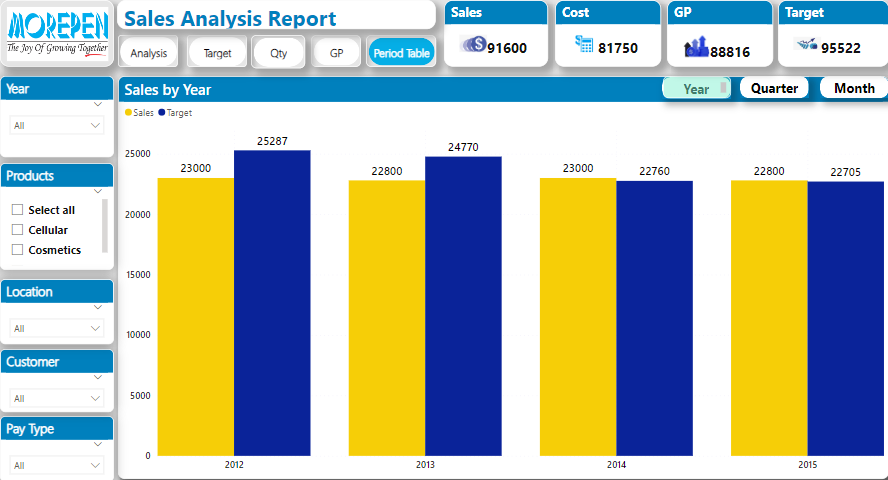 MOREPEN
The Joy Of Growing Together
Sales Analysis Report
Analysis
Target
Qty
GP
Period Table
Sales
91600
Cost
81750
GP
88816
Target
95522
Year
All
Products
Select all
Cellular
Cosmetics
Location
All
Customer
All
Pay Type
All
Sales by Year
Year
Quarter
Month
Sales Target
25000
20000
15000
10000
5000
0
23000
25287
22800
24770
23000
22760
22800
22705
2012
2013
2014
2015